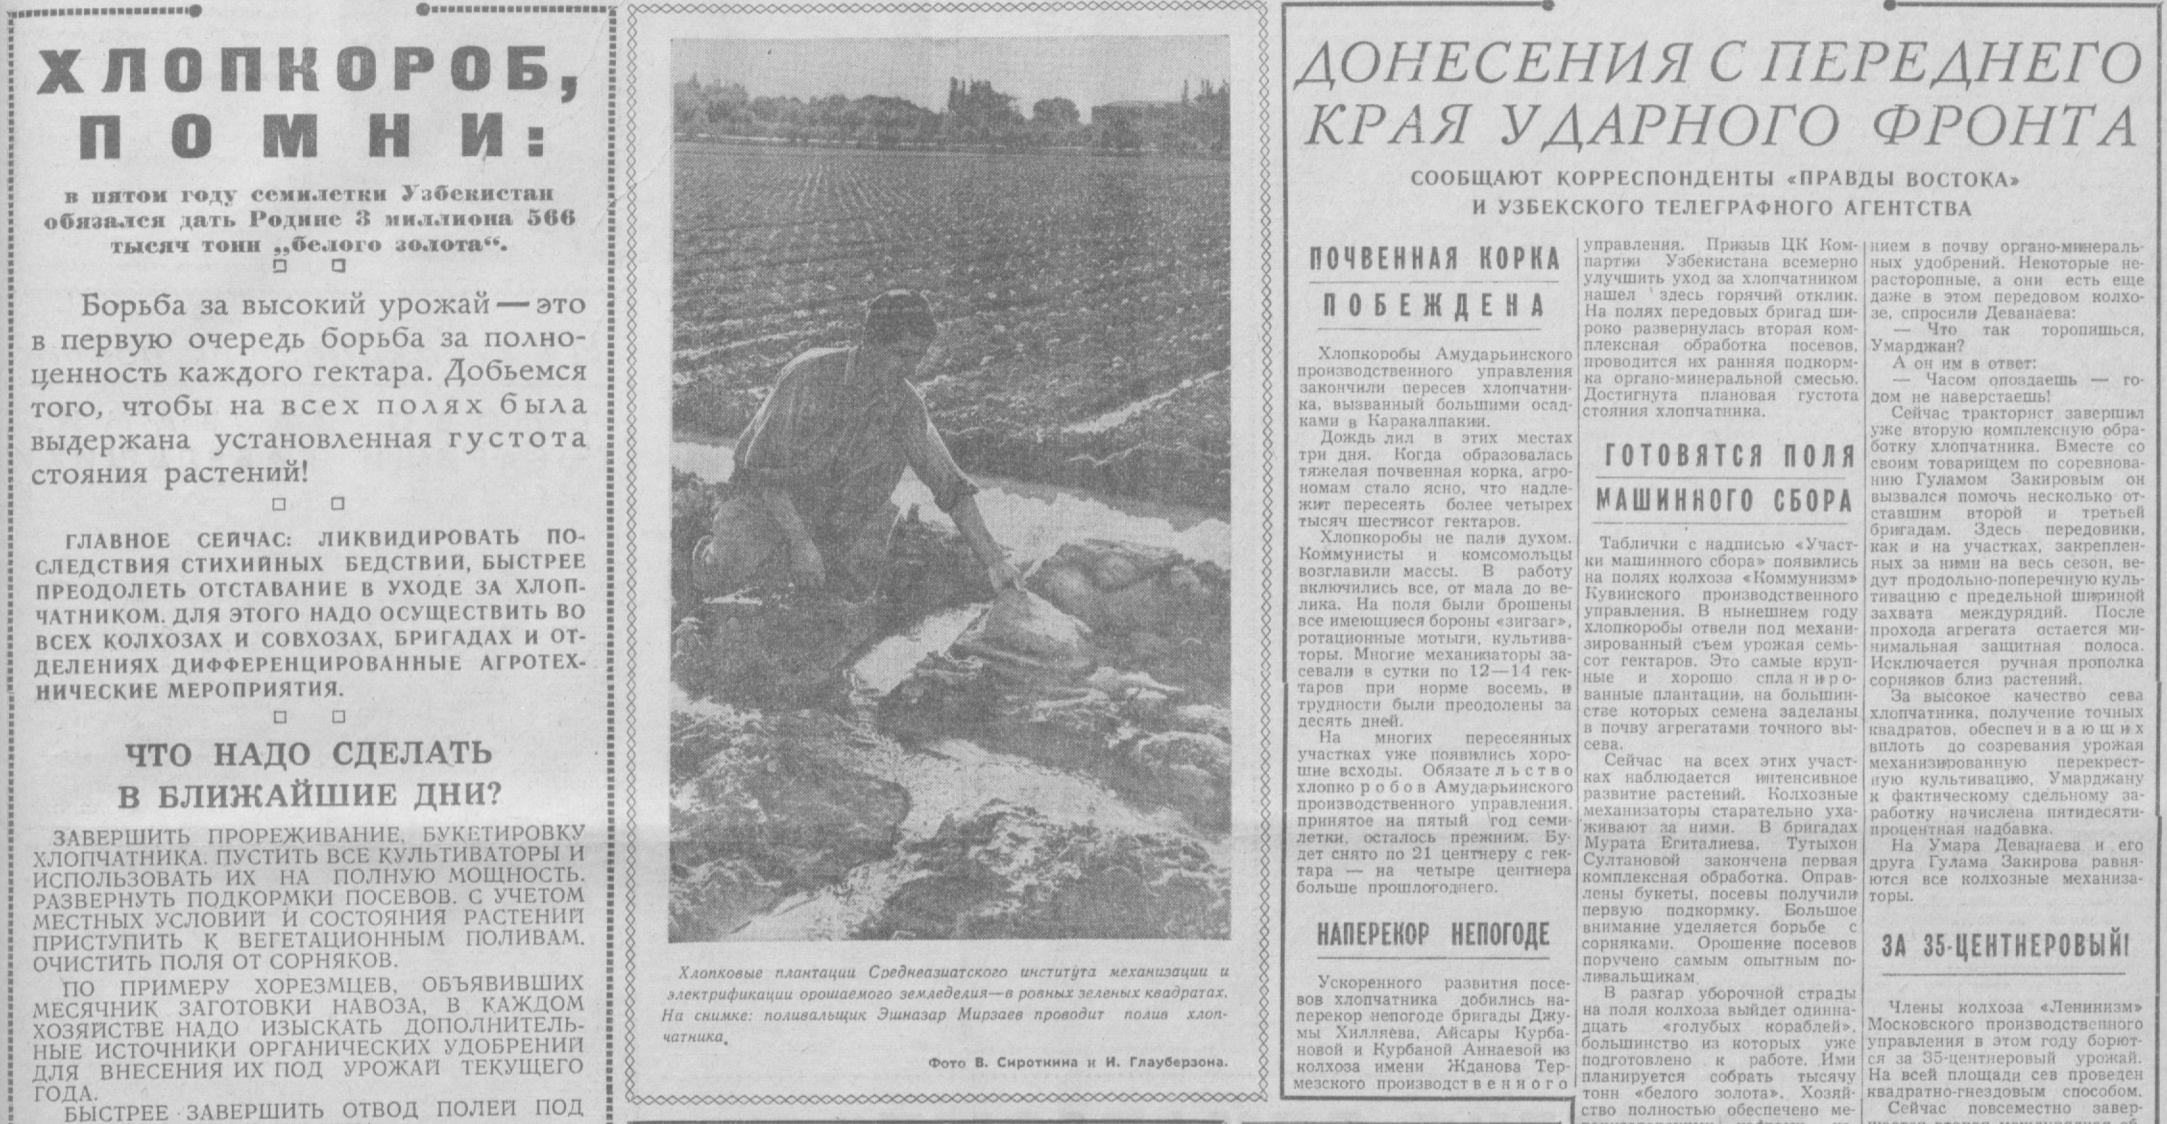 ХЛОПКОРОБ,
ПОМНИ:
в пятом году семилетки Узбекистан
обязался дать Родине 3 миллиона 566
тысяч тонн „белого золота“.
Борьба за высокий урожай — это
в первую очередь борьба за полно-
ценность каждого гектара. Добьемся
того, чтобы на всех полях была
выдержана установленная густота
стояния растений!
ГЛАВНОЕ СЕЙЧАС: ЛИКВИДИРОВАТЬ ПО-
СЛЕДСТВИЯ СТИХИЙНЫХ БЕДСТВИЙ, БЫСТРЕЕ
ПРЕОДОЛЕТЬ ОТСТАВАНИЕ В УХОДЕ ЗА ХЛОП-
ЧАТНИКОМ. ДЛЯ ЭТОГО НАДО ОСУЩЕСТВИТЬ ВО
ВСЕХ КОЛХОЗАХ И СОВХОЗАХ, БРИГАДАХ И ОТ-
ДЕЛЕНИЯХ ДИФФЕРЕНЦИРОВАННЫЕ АГРОТЕХ-
НИЧЕСКИЕ МЕРОПРИЯТИЯ.
ЧТО НАДО СДЕЛАТЬ
В БЛИЖАЙШИЕ ДНИ?
ЗАВЕРШИТЬ ПРОРЕЖИВАНИЕ, БУКЕТИРОВКУ
ХЛОПЧАТНИКА. ПУСТИТЬ ВСЕ КУЛЬТИВАТОРЫ И
ИСПОЛЬЗОВАТЬ ИХ НА ПОЛНУЮ МОЩНОСТЬ.
РАЗВЕРНУТЬ ПОДКОРМКИ ПОСЕВОВ. С УЧЕТОМ
МЕСТНЫХ УСЛОВИЙ И СОСТОЯНИЯ РАСТЕНИЙ
ПРИСТУПИТЬ К ВЕГЕТАЦИОННЫМ ПОЛИВАМ.
ОЧИСТИТЬ ПОЛЯ ОТ СОРНЯКОВ.
ПО ПРИМЕРУ ХОРЕЗМЦЕВ, ОБЪЯВИВШИХ
МЕСЯЧНИК ЗАГОТОВКИ НАВОЗА, В КАЖДОМ
ХОЗЯЙСТВЕ НАДО ИЗЫСКАТЬ ДОПОЛНИТЕЛЬ-
НЫЕ ИСТОЧНИКИ ОРГАНИЧЕСКИХ УДОБРЕНИЙ
ДЛЯ ВНЕСЕНИЯ ИХ ПОД УРОЖАЙ ТЕКУЩЕГО
ГОДА.
БЫСТРЕЕ ЗАВЕРШИТЬ ОТВОД ПОЛЕЙ ПОД
Хлопковые плантации Среднеазиатского института механизации и
электрификации орошаемого земледелия—в ровных зеленых квадратах.
На снимке: поливальщик Эшназар Мирзаев проводит полив хлоп-
чатника.
Фото В. Сироткина и И. Глауберзона.
ДОНЕСЕНИЯ С ПЕРЕДНЕГО
КРАЯ УДАРНОГО ФРОНТА
СООБЩАЮТ КОРРЕСПОНДЕНТЫ «ПРАВДЫ ВОСТОКА»
И УЗБЕКСКОГО ТЕЛЕГРАФНОГО АГЕНТСТВА
ПОЧВЕННАЯ КОРКА
ПОБЕЖДЕНА
Хлопкоробы Амударьинского
производственного управления
закончили пересев хлопчатни-
ка, вызванный большими осад-
ками в Каракалпакии.
Дождь лил в этих местах
три дня. Когда образовалась
тяжелая почвенная корка, агро-
номам стало ясно, что надле-
жит пересеять более четырех
тысяч шестисот гектаров.
Хлопкоробы не пали духом.
Коммунисты и комсомольцы
возглавили массы. В работу
включились все, от мала до ве-
лика. На поля были брошены
все имеющиеся бороны «зигзаг»,
ротационные мотыги, культива-
торы. Многие механизаторы за-
севали в сутки по 12—14 гек-
таров при норме восемь, и
трудности были преодолены за
десять дней.
На многих пересеянных
участках уже появились хоро-
шие всходы. Обязательство
хлопкоробов Амударьинского
производственного управления,
принятое на пятый год семи-
летки, осталось прежним. Бу-
дет снято по 21 центнеру с гек-
тара — на четыре центнера
больше прошлогоднего.
НАПЕРЕКОР НЕПОГОДЕ
Ускоренного развития посе-
вов хлопчатника добились на-
перекор непогоде бригады Джу-
мы Хилляева, Айсары Курба-
новой и Курбаной Аннаевой из
колхоза имени Жданова Тер-
мезского производственного
управления. Призыв ЦК Ком-
партии Узбекистана всемерно
улучшить уход за хлопчатником
нашел здесь горячий отклик.
На полях передовых бригад ши-
роко развернулась вторая ком-
плексная обработка посевов,
проводится их ранняя подкорм-
ка органо-минеральной смесью.
Достигнута плановая густота
стояния хлопчатника.
ГОТОВЯТСЯ ПОЛЯ
МАШИННОГО СБОРА
Таблички с надписью «Участ-
ки машинного сбора» появились
на полях колхоза «Коммунизм»
Кувинского производственного
управления. В нынешнем году
хлопкоробы отвели под механи-
зированный съем урожая семь-
сот гектаров. Это самые круп-
ные и хорошо спланиро-
ванные плантации, на большин-
стве которых семена заделаны
в почву агрегатами точного вы-
сева.
Сейчас на всех этих участ-
ках наблюдается интенсивное
развитие растений. Колхозные
механизаторы старательно уха-
живают за ними. В бригадах
Мурата Егиталиева, Тутыхон
Султановой закончена первая
комплексная обработка. Оправ-
лены букеты, посевы получили
первую подкормку. Большое
внимание уделяется борьбе с
сорняками. Орошение посевов
поручено самым опытным по-
ливальщикам.
В разгар уборочной страды
на поля колхоза выйдет одинна-
дцать «голубых кораблей»,
большинство из которых уже
подготовлено к работе. Ими
планируется собрать тысячу
тонн «белого золота». Хозяй-
ство полностью обеспечено ме-
нием в почву органо-минераль-
ных удобрений. Некоторые не-
расторопные, а они есть еще
даже в этом передовом колхо-
зе, спросили Деванаева:
— Что так торопишься,
Умарджан?
А он им в ответ:
— Часом опоздаешь — го-
дом не наверстаешь!
Сейчас тракторист завершил
уже вторую комплексную обра-
ботку хлопчатника. Вместе со
своим товарищем по соревнова-
нию Гуламом Закировым он
вызвался помочь несколько от-
ставшим второй и третьей
бригадам. Здесь передовики,
как и на участках, закреплен-
ных за ними на весь сезон, ве-
дут продольно-поперечную куль-
тивацию с предельной шириной
захвата междурядий. После
прохода агрегата остается ми-
нимальная защитная полоса.
Исключается ручная прополка
сорняков близ растений.
За высокое качество сева
хлопчатника, получение точных
квадратов, обеспечивающих
вплоть до созревания урожая
механизированную перекрест-
ную культивацию, Умарджану
к фактическому сдельному за-
работку начислена пятидесяти-
процентная надбавка.
На Умара Деванаева и его
друга Гулама Закирова равня-
ются все колхозные механиза-
торы.
ЗА 35-ЦЕНТНЕРОВЫЙ!
Члены колхоза «Ленинизм»
Московского производственного
управления в этом году борют-
ся за 35-центнеровый урожай.
На всей площади сев проведен
квадратно-гнездовым способом.
Сейчас повсеместно завер-